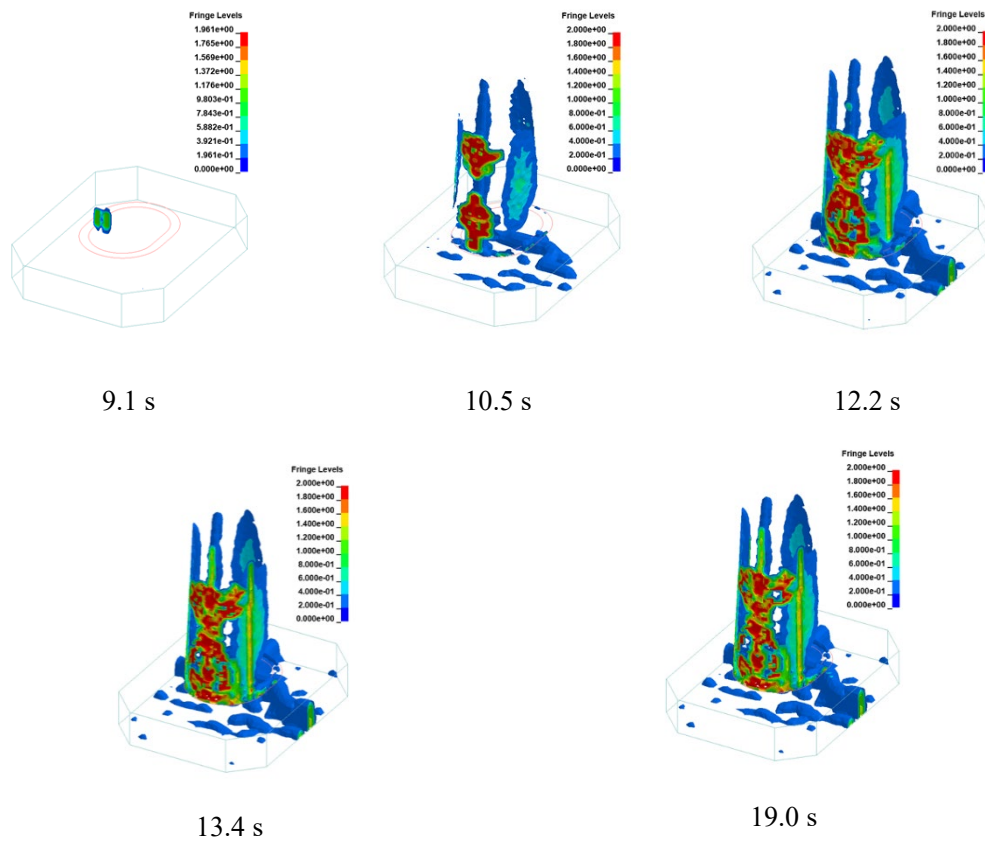 Fringe Levels
1.961e+00
1.765e+00
1.569e+00
1.372e+00
1.176e+00
9.803e-01
7.843e-01
5.882e-01
3.921e-01
1.961e-01
0.000e+00
9.1 s
Fringe Levels
2.000e+00
1.800e+00
1.600e+00
1.400e+00
1.200e+00
1.000e+00
8.000e-01
6.000e-01
4.000e-01
2.000e-01
0.000e+00
10.5 s
Fringe Levels
2.000e+00
1.800e+00
1.600e+00
1.400e+00
1.200e+00
1.000e+00
8.000e-01
6.000e-01
4.000e-01
2.000e-01
0.000e+00
12.2 s
Fringe Levels
2.000e+00
1.800e+00
1.600e+00
1.400e+00
1.200e+00
1.000e+00
8.000e-01
6.000e-01
4.000e-01
2.000e-01
0.000e+00
13.4 s
Fringe Levels
2.000e+00
1.800e+00
1.600e+00
1.400e+00
1.200e+00
1.000e+00
8.000e-01
6.000e-01
4.000e-01
2.000e-01
0.000e+00
19.0 s